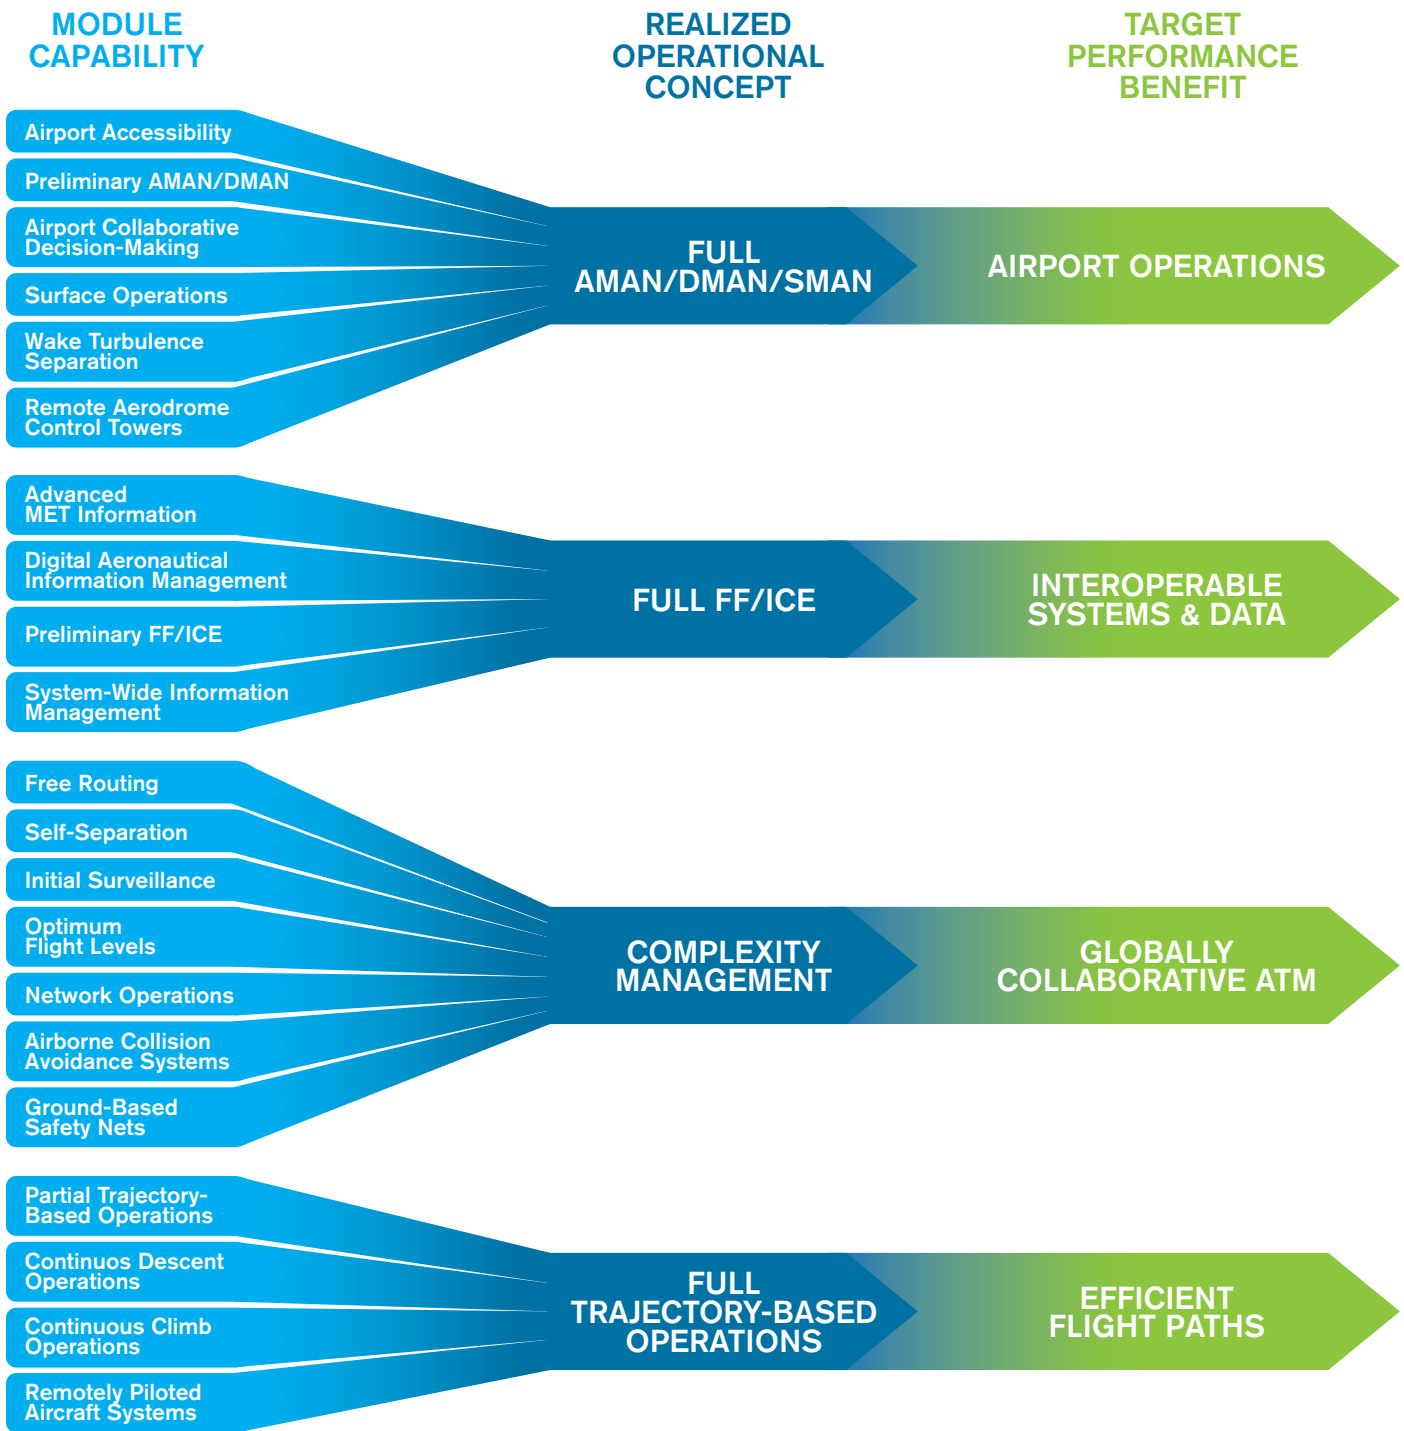 MODULE
CAPABILITY
REALIZED
OPERATIONAL
CONCEPT
TARGET
PERFORMANCE
BENEFIT
Airport Accessibility
Preliminary AMAN/DMAN
Airport Collaborative
Decision-Making
Surface Operations
Wake Turbulence
Separation
Remote Aerodrome
Control Towers
FULL
AMAN/DMAN/SMAN
AIRPORT OPERATIONS
Advanced
MET Information
Digital Aeronautical
Information Management
Preliminary FF/ICE
System-Wide Information
Management
FULL FF/ICE
INTEROPERABLE
SYSTEMS & DATA
Free Routing
Self-Separation
Initial Surveillance
Optimum
Flight Levels
Network Operations
Airborne Collision
Avoidance Systems
Ground-Based
Safety Nets
COMPLEXITY
MANAGEMENT
GLOBALLY
COLLABORATIVE ATM
Partial Trajectory-
Based Operations
Continuos Descent
Operations
Continuous Climb
Operations
Remotely Piloted
Aircraft Systems
FULL
TRAJECTORY-BASED
OPERATIONS
EFFICIENT
FLIGHT PATHS